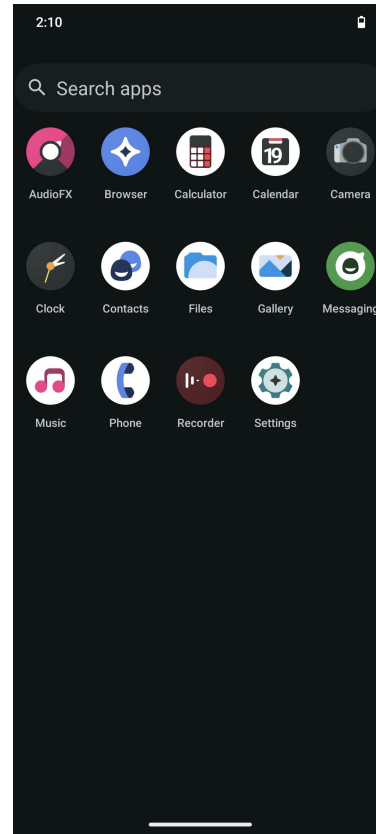 2:10
Search apps
AudioFX Browser Calculator Calendar Camera
19
Clock Contacts Files Gallery Messaging
Music Phone Recorder Settings